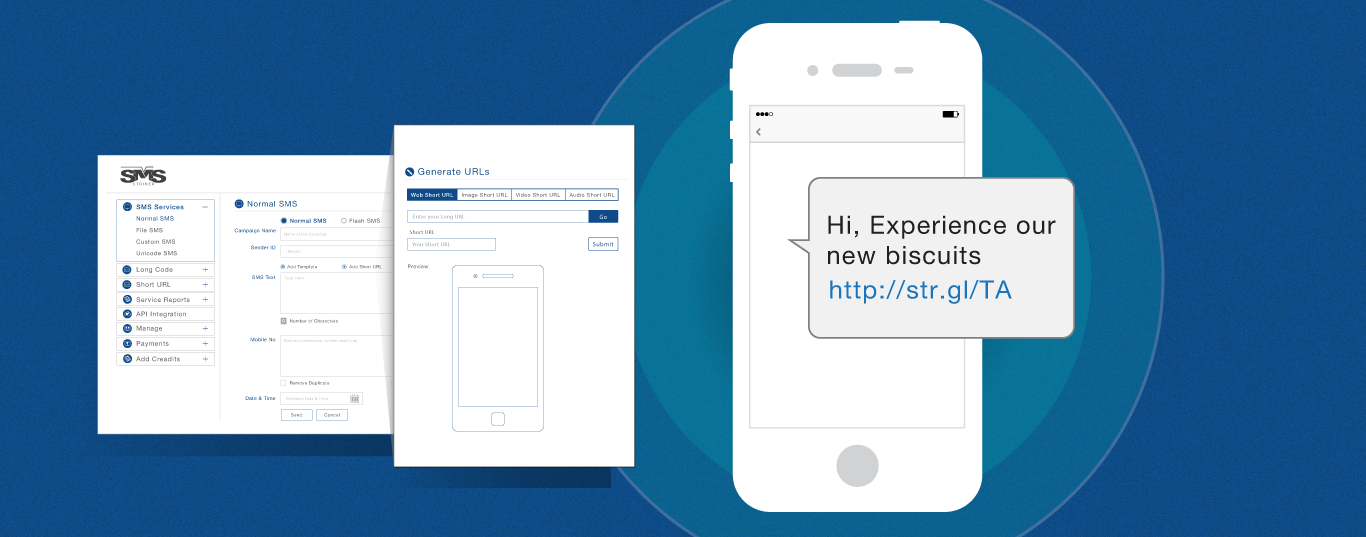 SMS
STRIKER
SMS Services
Normal SMS
File SMS
Custom SMS
Unicode SMS
Long Code
Short URL
Service Reports
API Integration
Manage
Payments
Add Creadits
Normal SMS
Normal SMS Flash SMS
Campaign Name Name of the Campaign
Sender ID
Add Template Add Short URL
SMS Text Type here
Number of Characters
Mobile No
Remove Duplicate
Date & Time Schedule Date & Time
Send Cancel
Generate URLs
Web Short URL Image Short URL Video Short URL Audio Short URL
Enter your Long URL Go
Short URL
Your Short URL Submit
Preview
Hi, Experience our
new biscuits
http://str.gl/TA